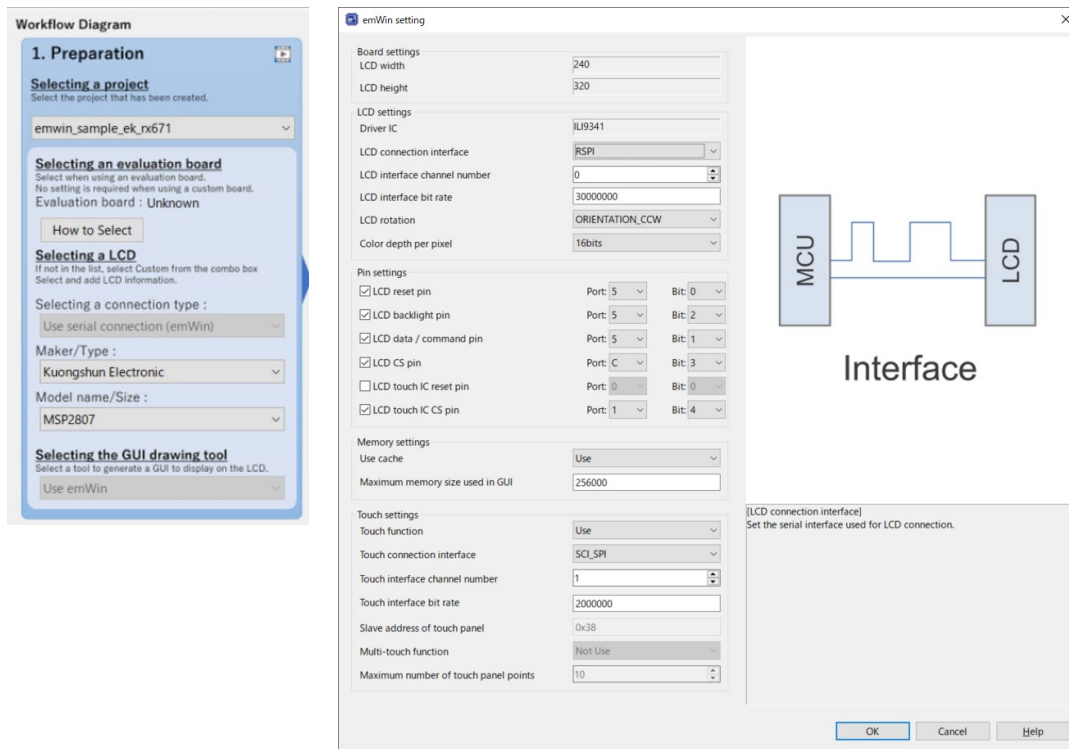 Workflow Diagram
1. Preparation
Selecting a project
Select the project that has been created.
emwin_sample_ek_rx671
Selecting an evaluation board
Select when using an evaluation board.
No setting is required when using a custom board.
Evaluation board : Unknown
How to Select
Selecting a LCD
If not in the list, select Custom from the combo box
Select and add LCD information.
Selecting a connection type :
Use serial connection (emWin)
Maker/Type :
Kuongshun Electronic
Model name/Size :
MSP2807
Selecting the GUI drawing tool
Select a tool to generate a GUI to display on the LCD.
Use emWin
emWin setting
Board settings
LCD width 240
LCD height 320
LCD settings
Driver IC ILI9341
LCD connection interface RSPI
LCD interface channel number 0
LCD interface bit rate 30000000
LCD rotation ORIENTATION_CCW
Color depth per pixel 16bits
Pin settings
LCD reset pin Port: 5 Bit: 0
LCD backlight pin Port: 5 Bit: 2
LCD data / command pin Port: 5 Bit: 1
LCD CS pin Port: C Bit: 3
LCD touch IC reset pin Port: 0 Bit: 0
LCD touch IC CS pin Port: 1 Bit: 4
Memory settings
Use cache Use
Maximum memory size used in GUI 256000
Touch settings
Touch function Use
Touch connection interface SCI_SPI
Touch interface channel number 1
Touch interface bit rate 2000000
Slave address of touch panel 0x38
Multi-touch function Not Use
Maximum number of touch panel points 10
MCU
LCD
Interface
[LCD connection interface]
Set the serial interface used for LCD connection.
OK Cancel Help